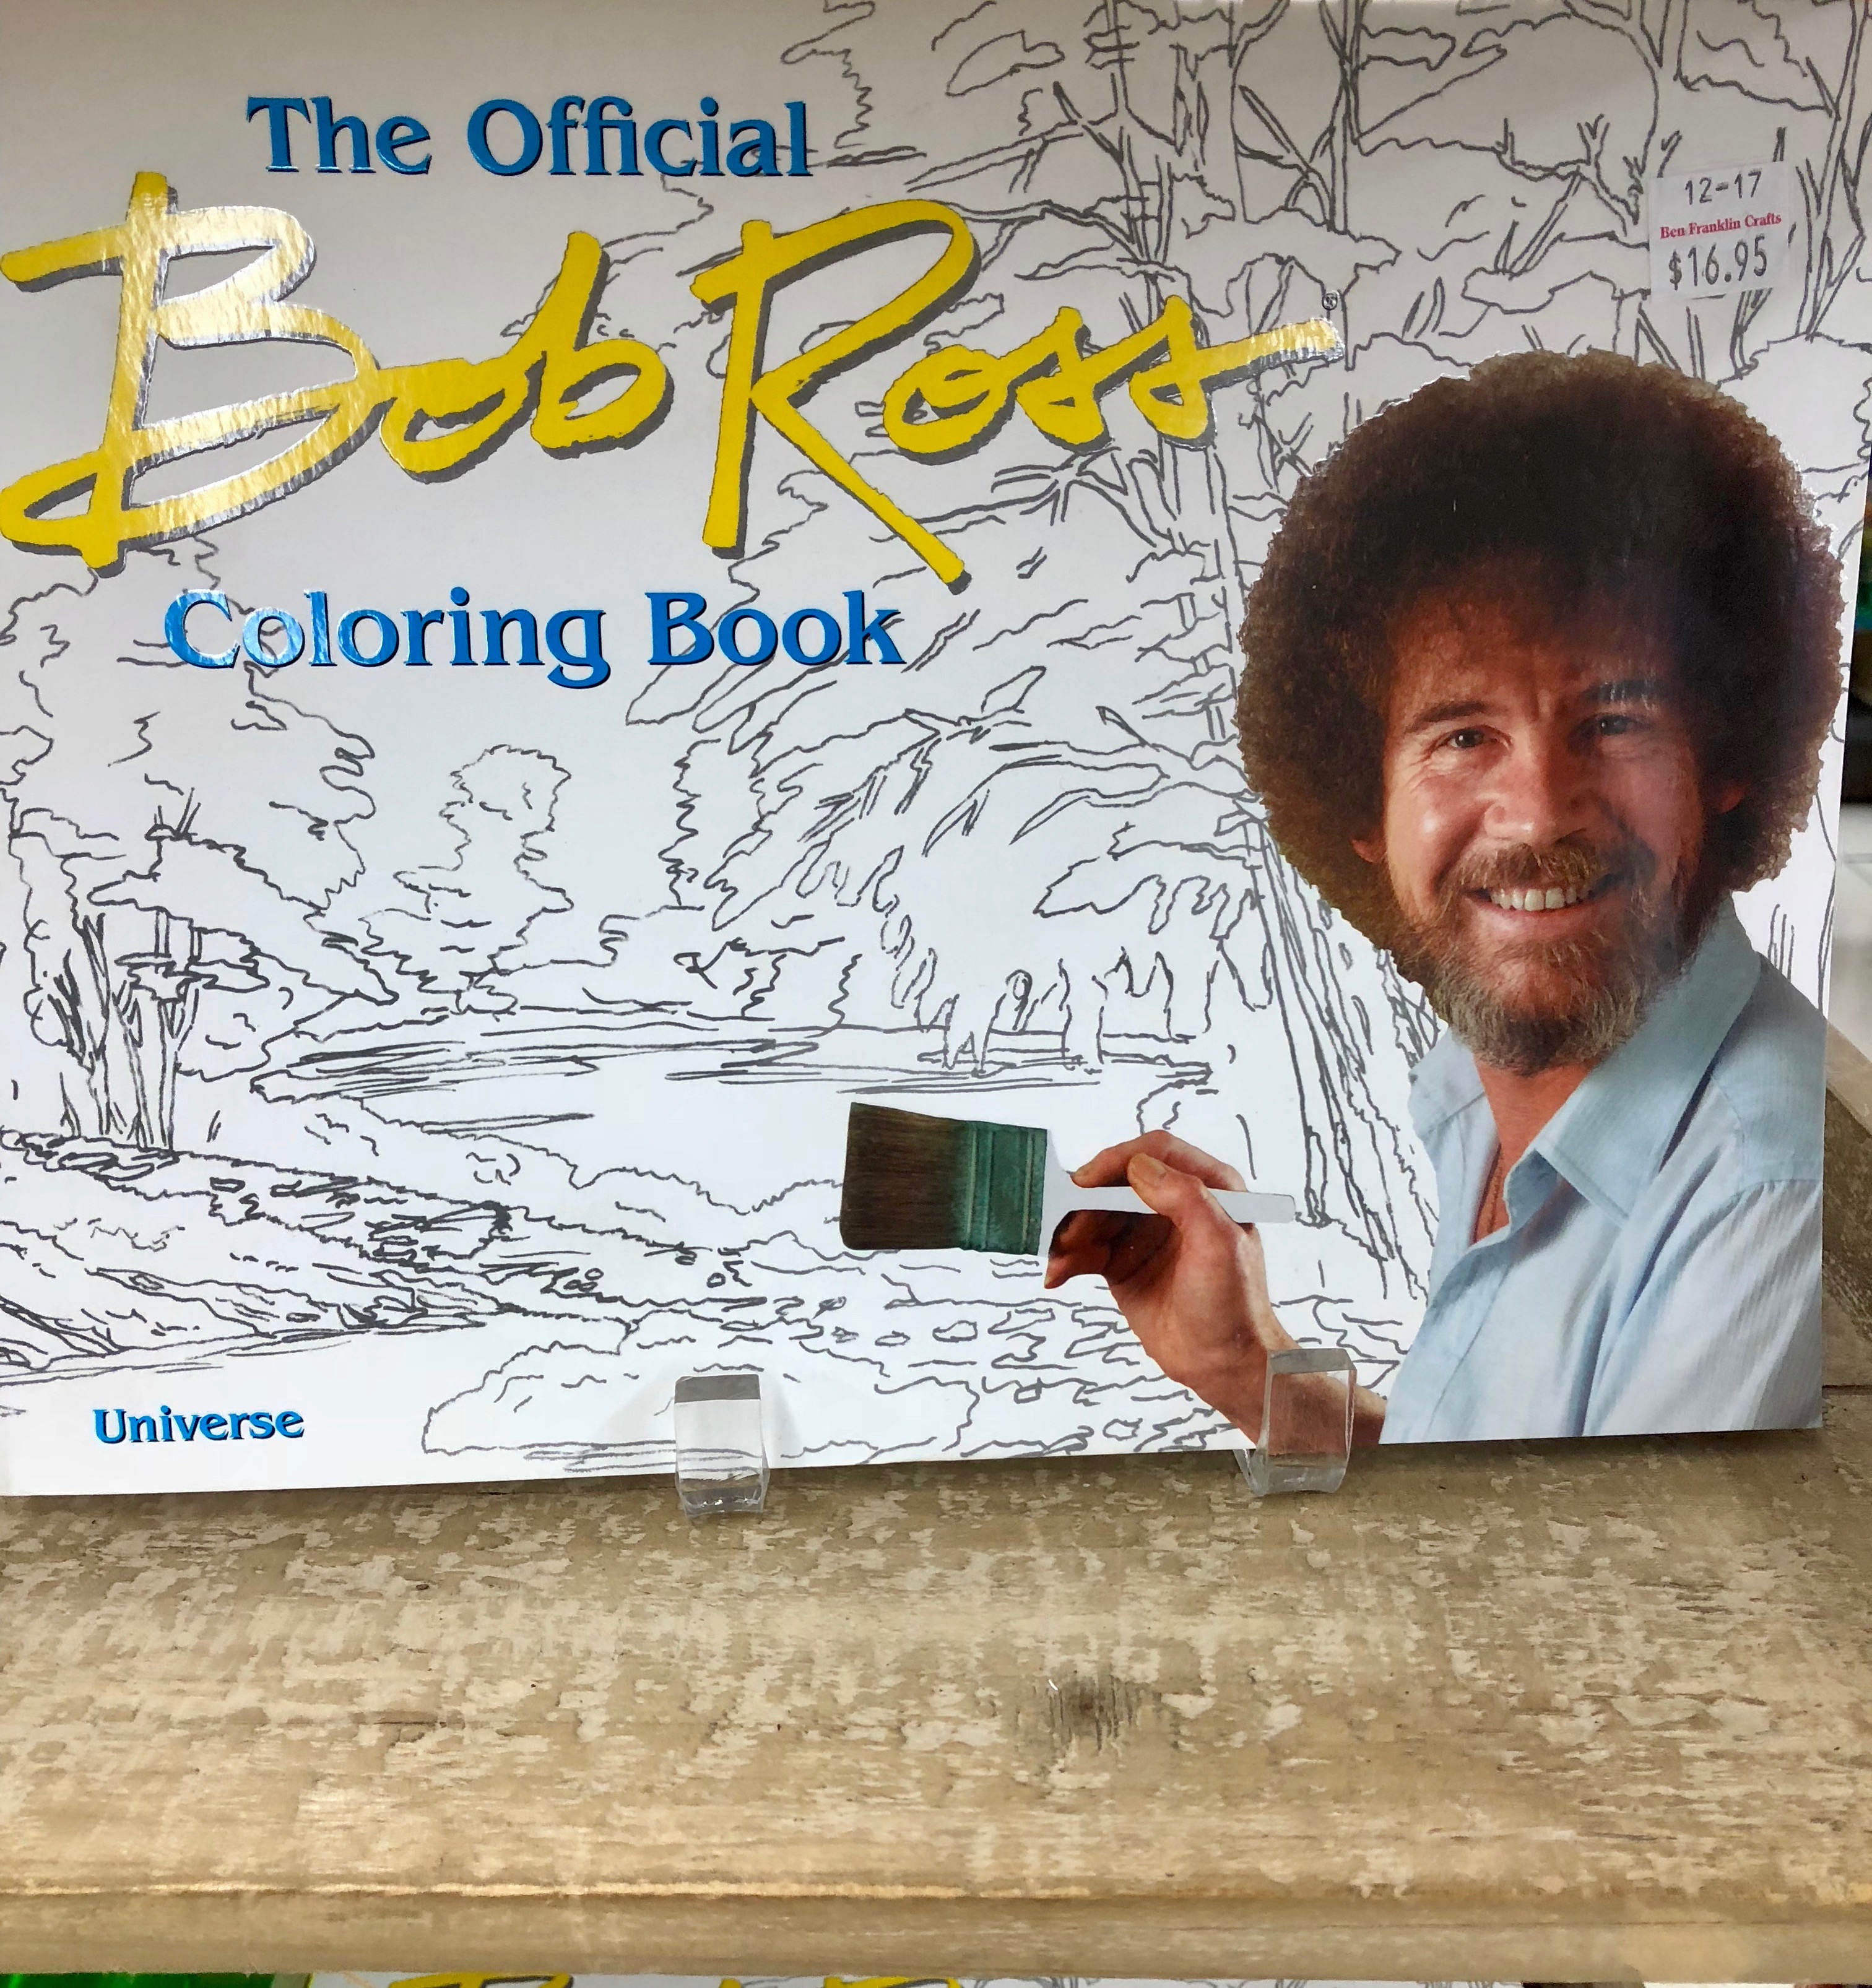 The Official
Bob Ross®
Coloring Book
12-17
Ben Franklin Crafts
$16.95
Universe